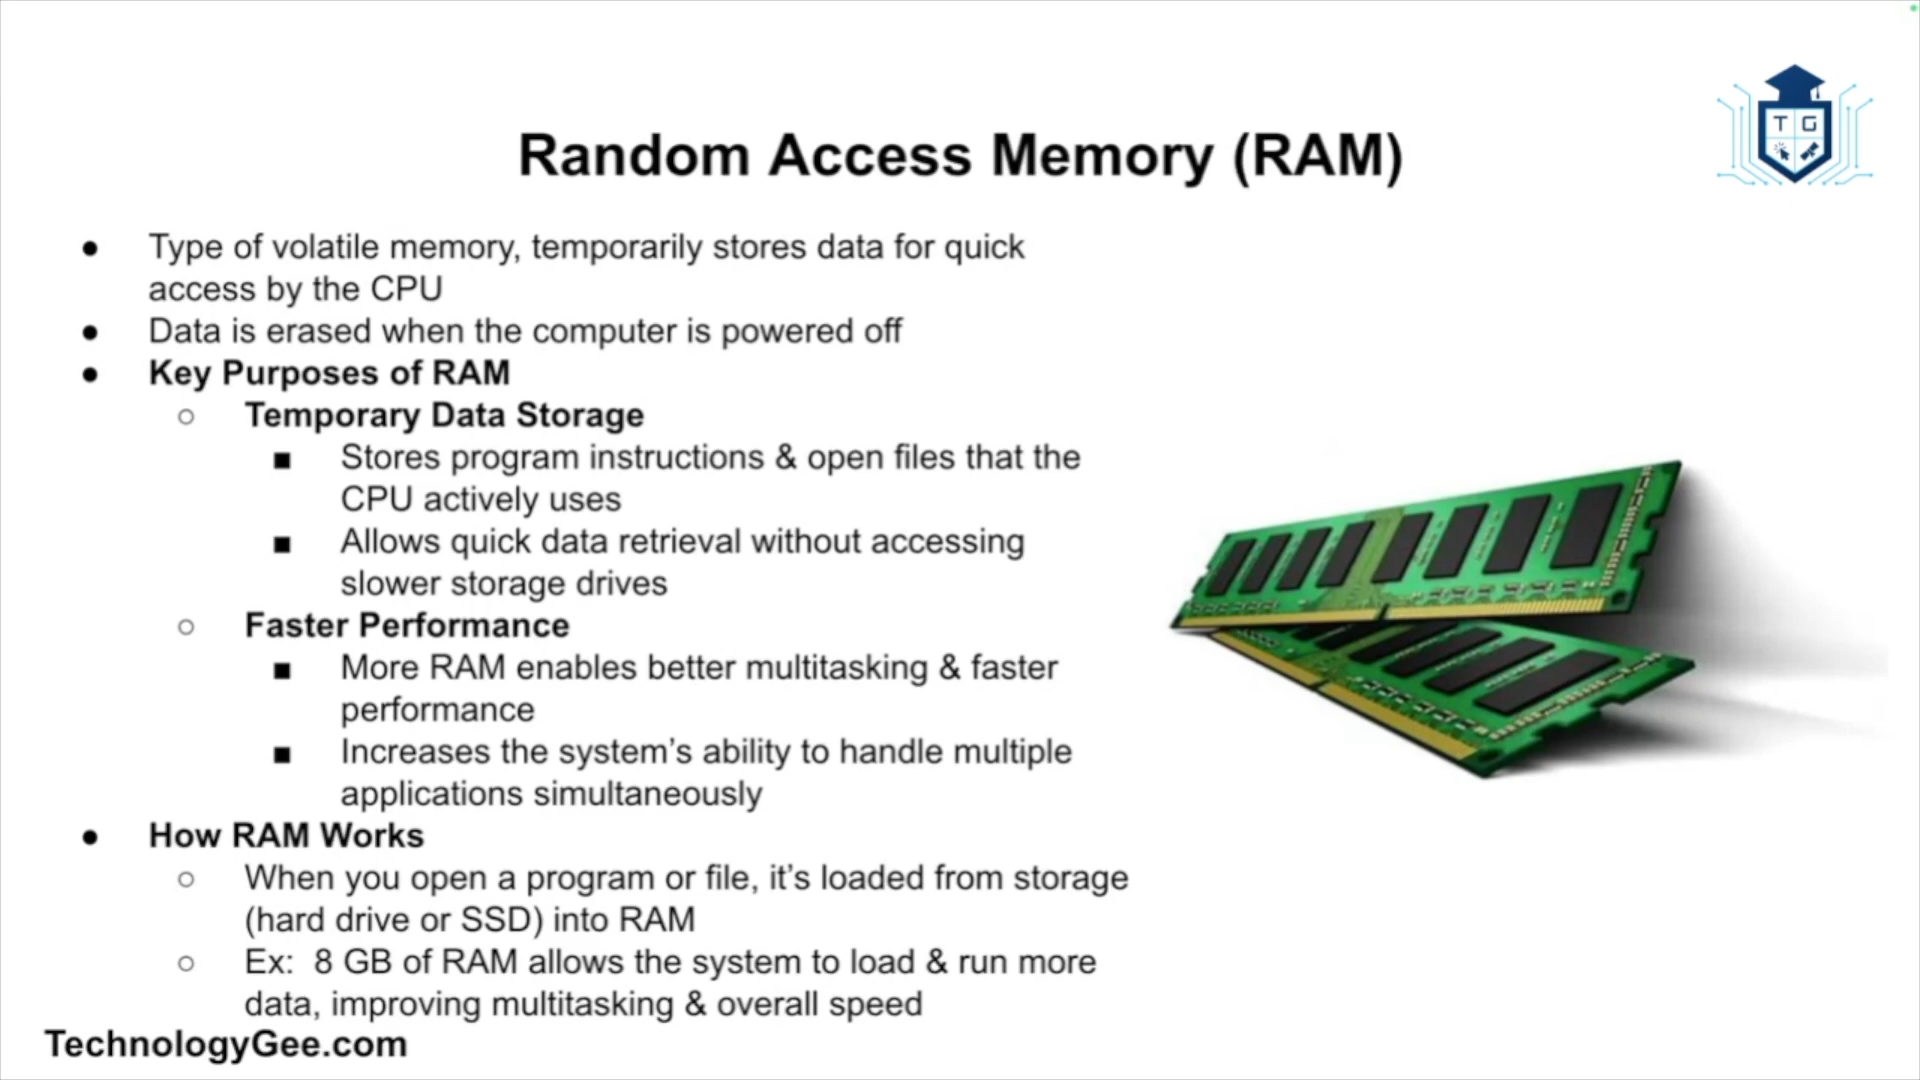 Random Access Memory (RAM)
T G
● Type of volatile memory, temporarily stores data for quick
access by the CPU
● Data is erased when the computer is powered off
● Key Purposes of RAM
○ Temporary Data Storage
■ Stores program instructions & open files that the
CPU actively uses
■ Allows quick data retrieval without accessing
slower storage drives
○ Faster Performance
■ More RAM enables better multitasking & faster
performance
■ Increases the system’s ability to handle multiple
applications simultaneously
● How RAM Works
○ When you open a program or file, it’s loaded from storage
(hard drive or SSD) into RAM
○ Ex:  8 GB of RAM allows the system to load & run more
data, improving multitasking & overall speed
TechnologyGee.com